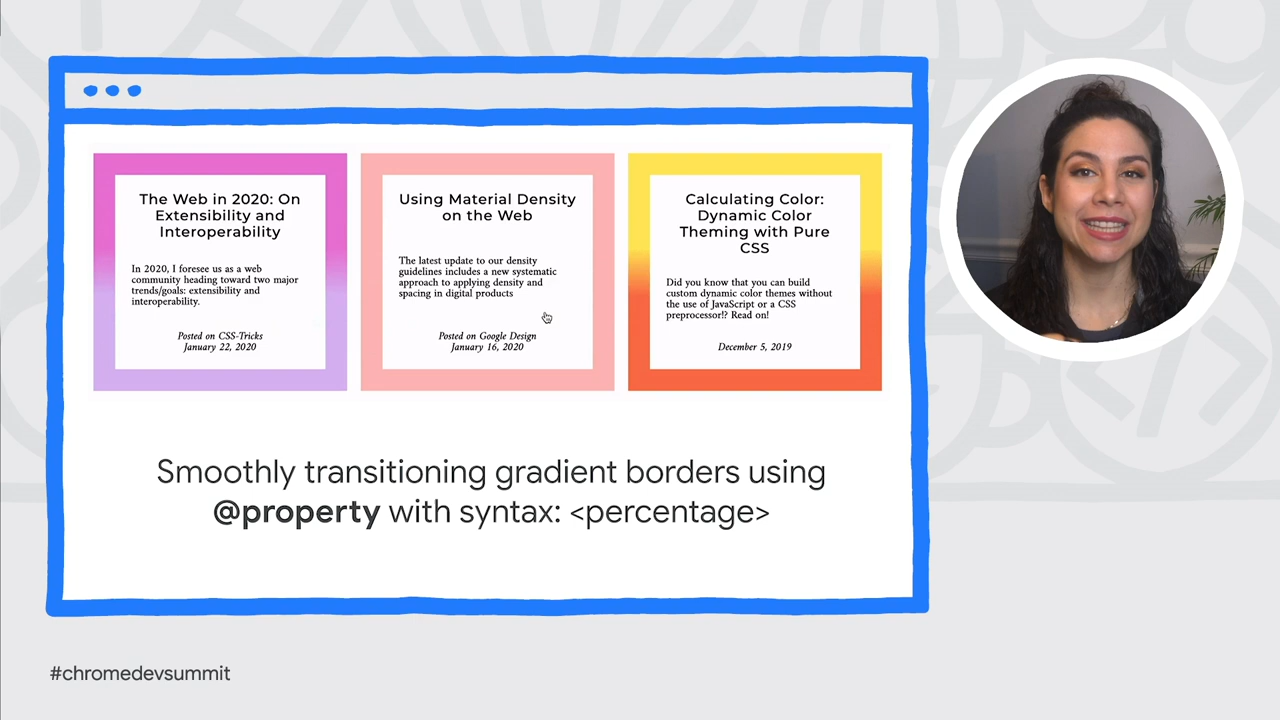 The Web in 2020: On
Extensibility and
Interoperability
In 2020, I foresee us as a web
community heading toward two major
trends/goals: extensibility and
interoperability.
Posted on CSS-Tricks
January 22, 2020
Using Material Density
on the Web
The latest update to our density
guidelines includes a new systematic
approach to applying density and
spacing in digital products
Posted on Google Design
January 16, 2020
Calculating Color:
Dynamic Color
Theming with Pure
CSS
Did you know that you can build
custom dynamic color themes without
the use of JavaScript or a CSS
preprocessor!? Read on!
December 5, 2019
Smoothly transitioning gradient borders using
@property with syntax: <percentage>
#chromedevsummit